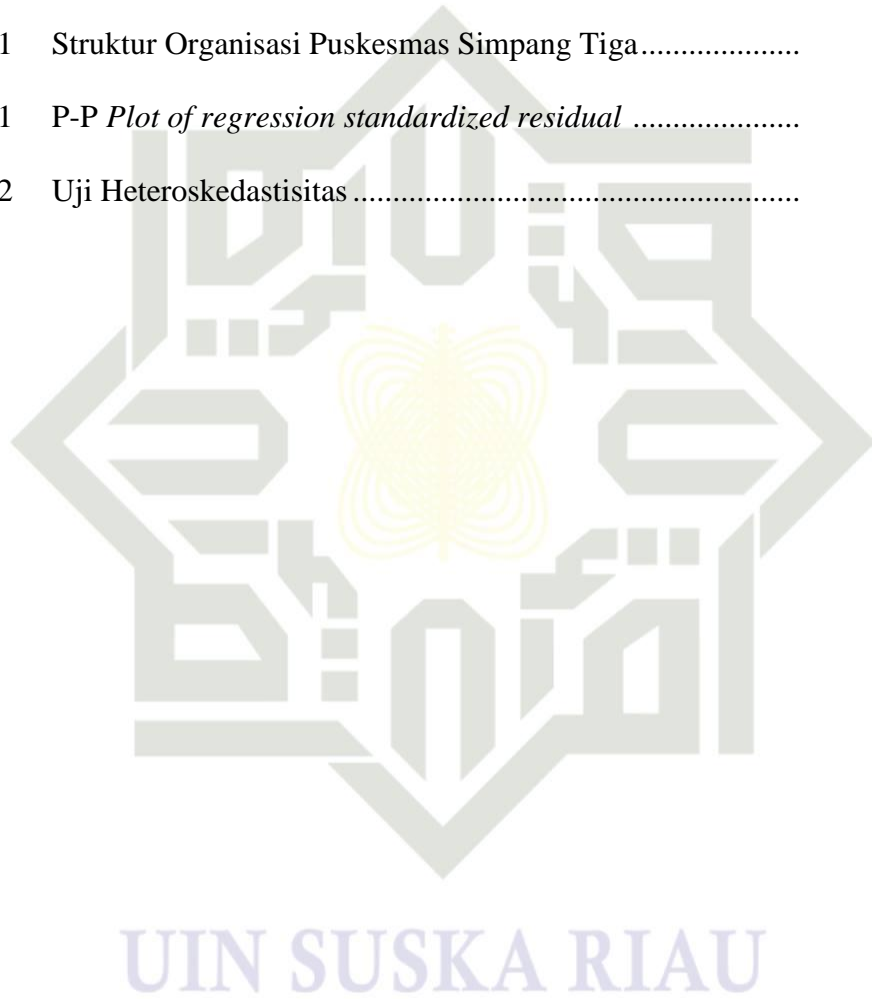 1 Struktur Organisasi Puskesmas Simpang Tiga....................
1 P-P Plot of regression standardized residual .....................
2 Uji Heteroskedastisitas........................................................
UIN SUSKA RIAU